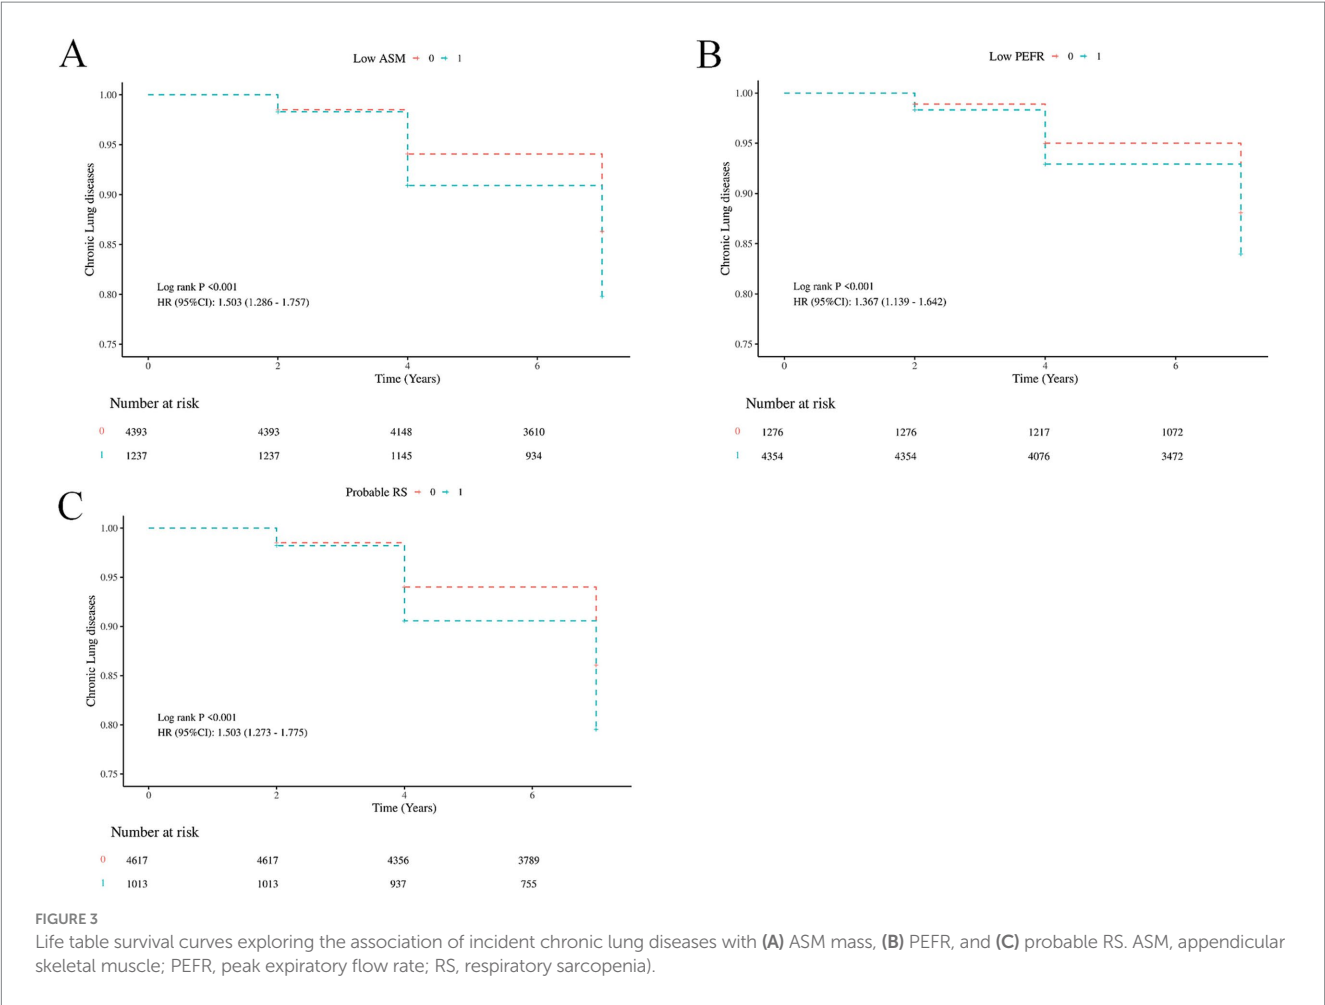 A
Low ASM 0 1
1.00
0.95
0.90
0.85
0.80
0.75
Chronic Lung diseases
Log rank P <0.001
HR (95%CI): 1.503 (1.286 - 1.757)
0 2 4 6
Time (Years)
Number at risk
0 4393 4393 4148 3610
1 1237 1237 1145 934
B
Low PEFR 0 1
1.00
0.95
0.90
0.85
0.80
0.75
Chronic Lung diseases
Log rank P <0.001
HR (95%CI): 1.367 (1.139 - 1.642)
0 2 4 6
Time (Years)
Number at risk
0 1276 1276 1217 1072
1 4354 4354 4076 3472
C
Probable RS 0 1
1.00
0.95
0.90
0.85
0.80
0.75
Chronic Lung diseases
Log rank P <0.001
HR (95%CI): 1.503 (1.273 - 1.775)
0 2 4 6
Time (Years)
Number at risk
0 4617 4617 4356 3789
1 1013 1013 937 755
FIGURE 3
Life table survival curves exploring the association of incident chronic lung diseases with (A) ASM mass, (B) PEFR, and (C) probable RS. ASM, appendicular
skeletal muscle; PEFR, peak expiratory flow rate; RS, respiratory sarcopenia).